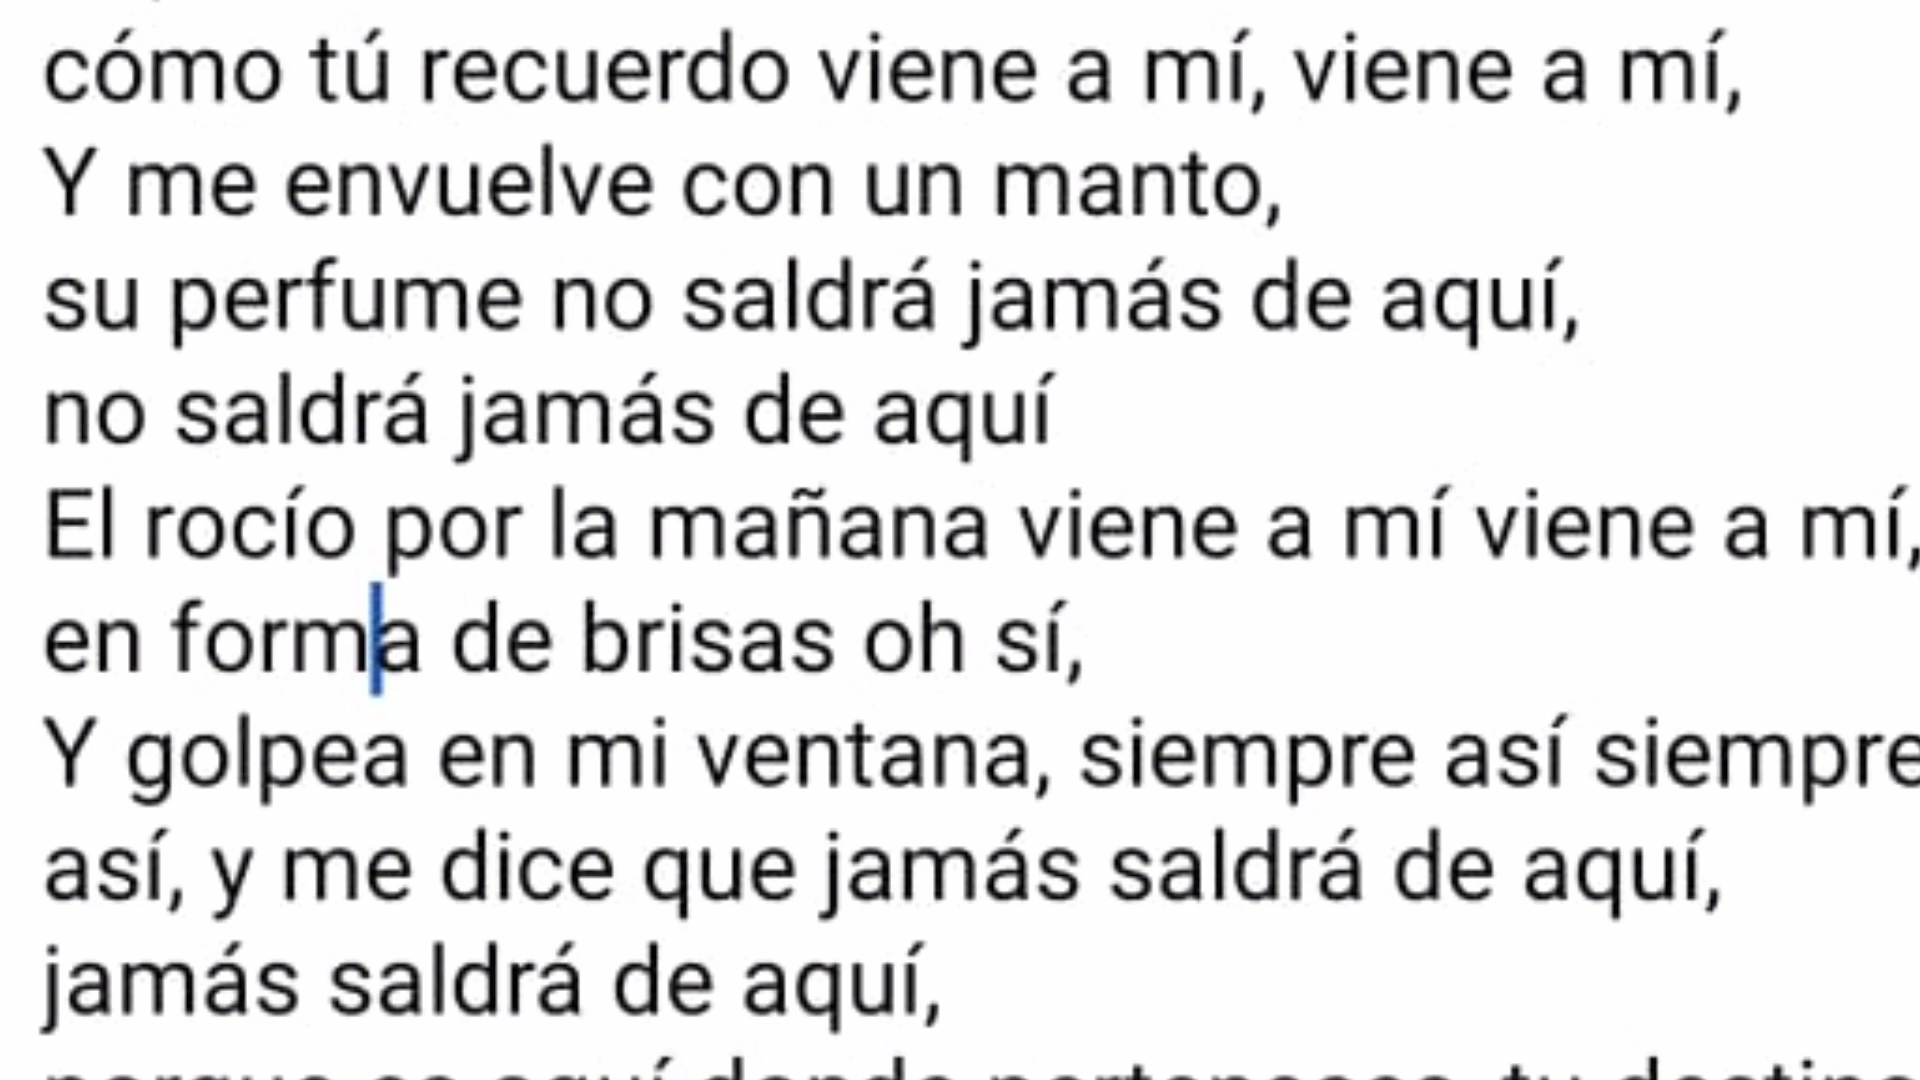 cómo tú recuerdo viene a mí, viene a mí,
Y me envuelve con un manto,
su perfume no saldrá jamás de aquí,
no saldrá jamás de aquí
El rocío por la mañana viene a mí viene a mí,
en forma de brisas oh sí,
Y golpea en mi ventana, siempre así siempre
así, y me dice que jamás saldrá de aquí,
jamás saldrá de aquí,